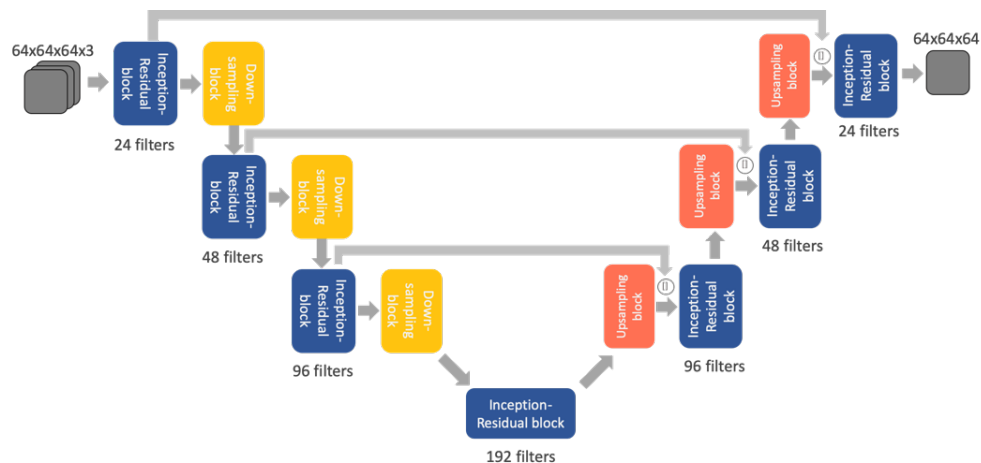 64x64x64x3
Inception-
Residual
block
24 filters
Down-
sampling
block
Inception-
Residual
block
48 filters
Down-
sampling
block
Inception-
Residual
block
96 filters
Down-
sampling
block
Inception-
Residual block
192 filters
Upsampling
block
[]
Inception-
Residual
block
96 filters
Upsampling
block
[]
Inception-
Residual
block
48 filters
Upsampling
block
[]
Inception-
Residual
block
24 filters
64x64x64